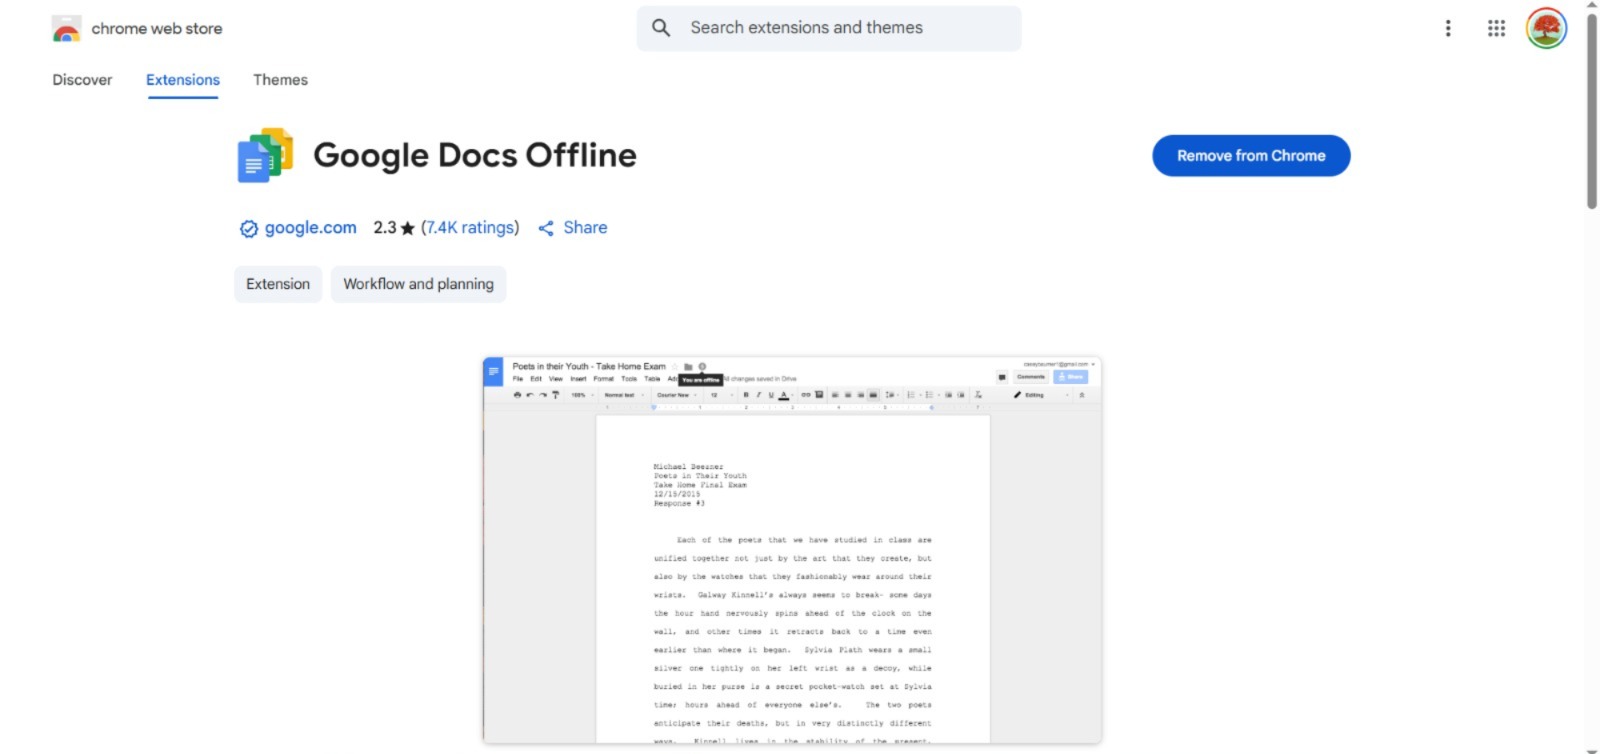 chrome web store
Search extensions and themes
Discover
Extensions
Themes
Google Docs Offline
Remove from Chrome
google.com 2.3★ (7.4K ratings) Share
Extension
Workflow and planning
Poets in their Youth - Take Home Exam
File Edit View Insert Format Tools Table You are offline All changes saved in Drive
Comments
Share
100% Normal text Courier New 12 B I U A Editing
Poets in Their Youth
Take Home Final Exam
12/15/2015
Response #3
Each of the poets that we have studied in class are
unified together not just by the art that they create, but
also by the watches that they fashionably wear around their
wrists. Galway Kinnell's always seems to break- some days
the hour hand nervously spins ahead of the clock on the
wall, and other times it retracts back to a time even
earlier than where it began. Sylvia Plath wears a small
silver one tightly on her left wrist as a decoy, while
buried in her purse is a secret pocket-watch set at Sylvia
time; hours ahead of everyone else's. The two poets
anticipate their deaths, but in very distinctly different
ways. Kinnell lives in the stability of the present,